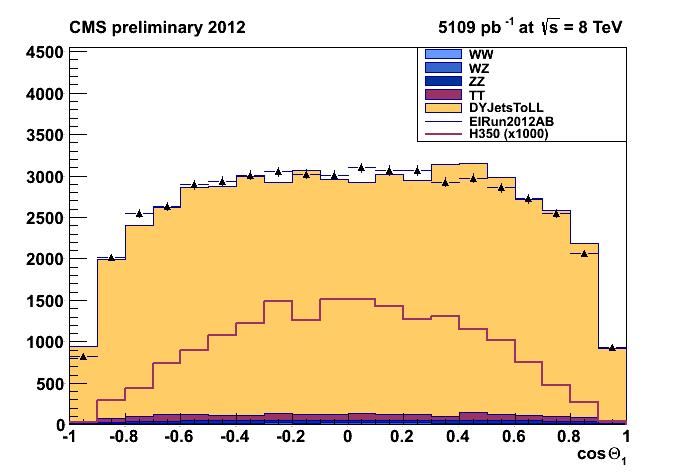 CMS preliminary 2012
5109 pb⁻¹ at √s = 8 TeV
WW
WZ
ZZ
TT
DYJetsToLL
ElRun2012AB
H350 (x1000)
4500
4000
3500
3000
2500
2000
1500
1000
500
0
-1 -0.8 -0.6 -0.4 -0.2 0 0.2 0.4 0.6 0.8 1
cosΘ₁